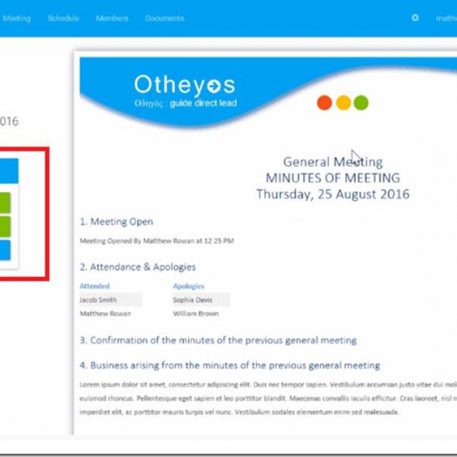 Meeting Schedule Members Documents
2016
Otheyos
Οδηγός : guide direct lead
General Meeting
MINUTES OF MEETING
Thursday, 25 August 2016
1. Meeting Open
Meeting Opened By Matthew Rowan at 12:25 PM
2. Attendance & Apologies
Attended Apologies
Jacob Smith Sophia Davis
Matthew Rowan William Brown
3. Confirmation of the minutes of the previous general meeting
4. Business arising from the minutes of the previous general meeting
Lorem ipsum dolor sit amet, consectetur adipiscing elit. Duis nec tempor sapien. Vestibulum accumsan justo vitae dui mole
euismod rhoncus. Phasellus eget sapien et leo porttitor blandit. Maecenas convallis iaculis efficitur. Cras laoreet, nisl n
imperdiet elit, ac porttitor mauris turpis vel nunc. Vestibulum sodales elementum enim sed malesuada.